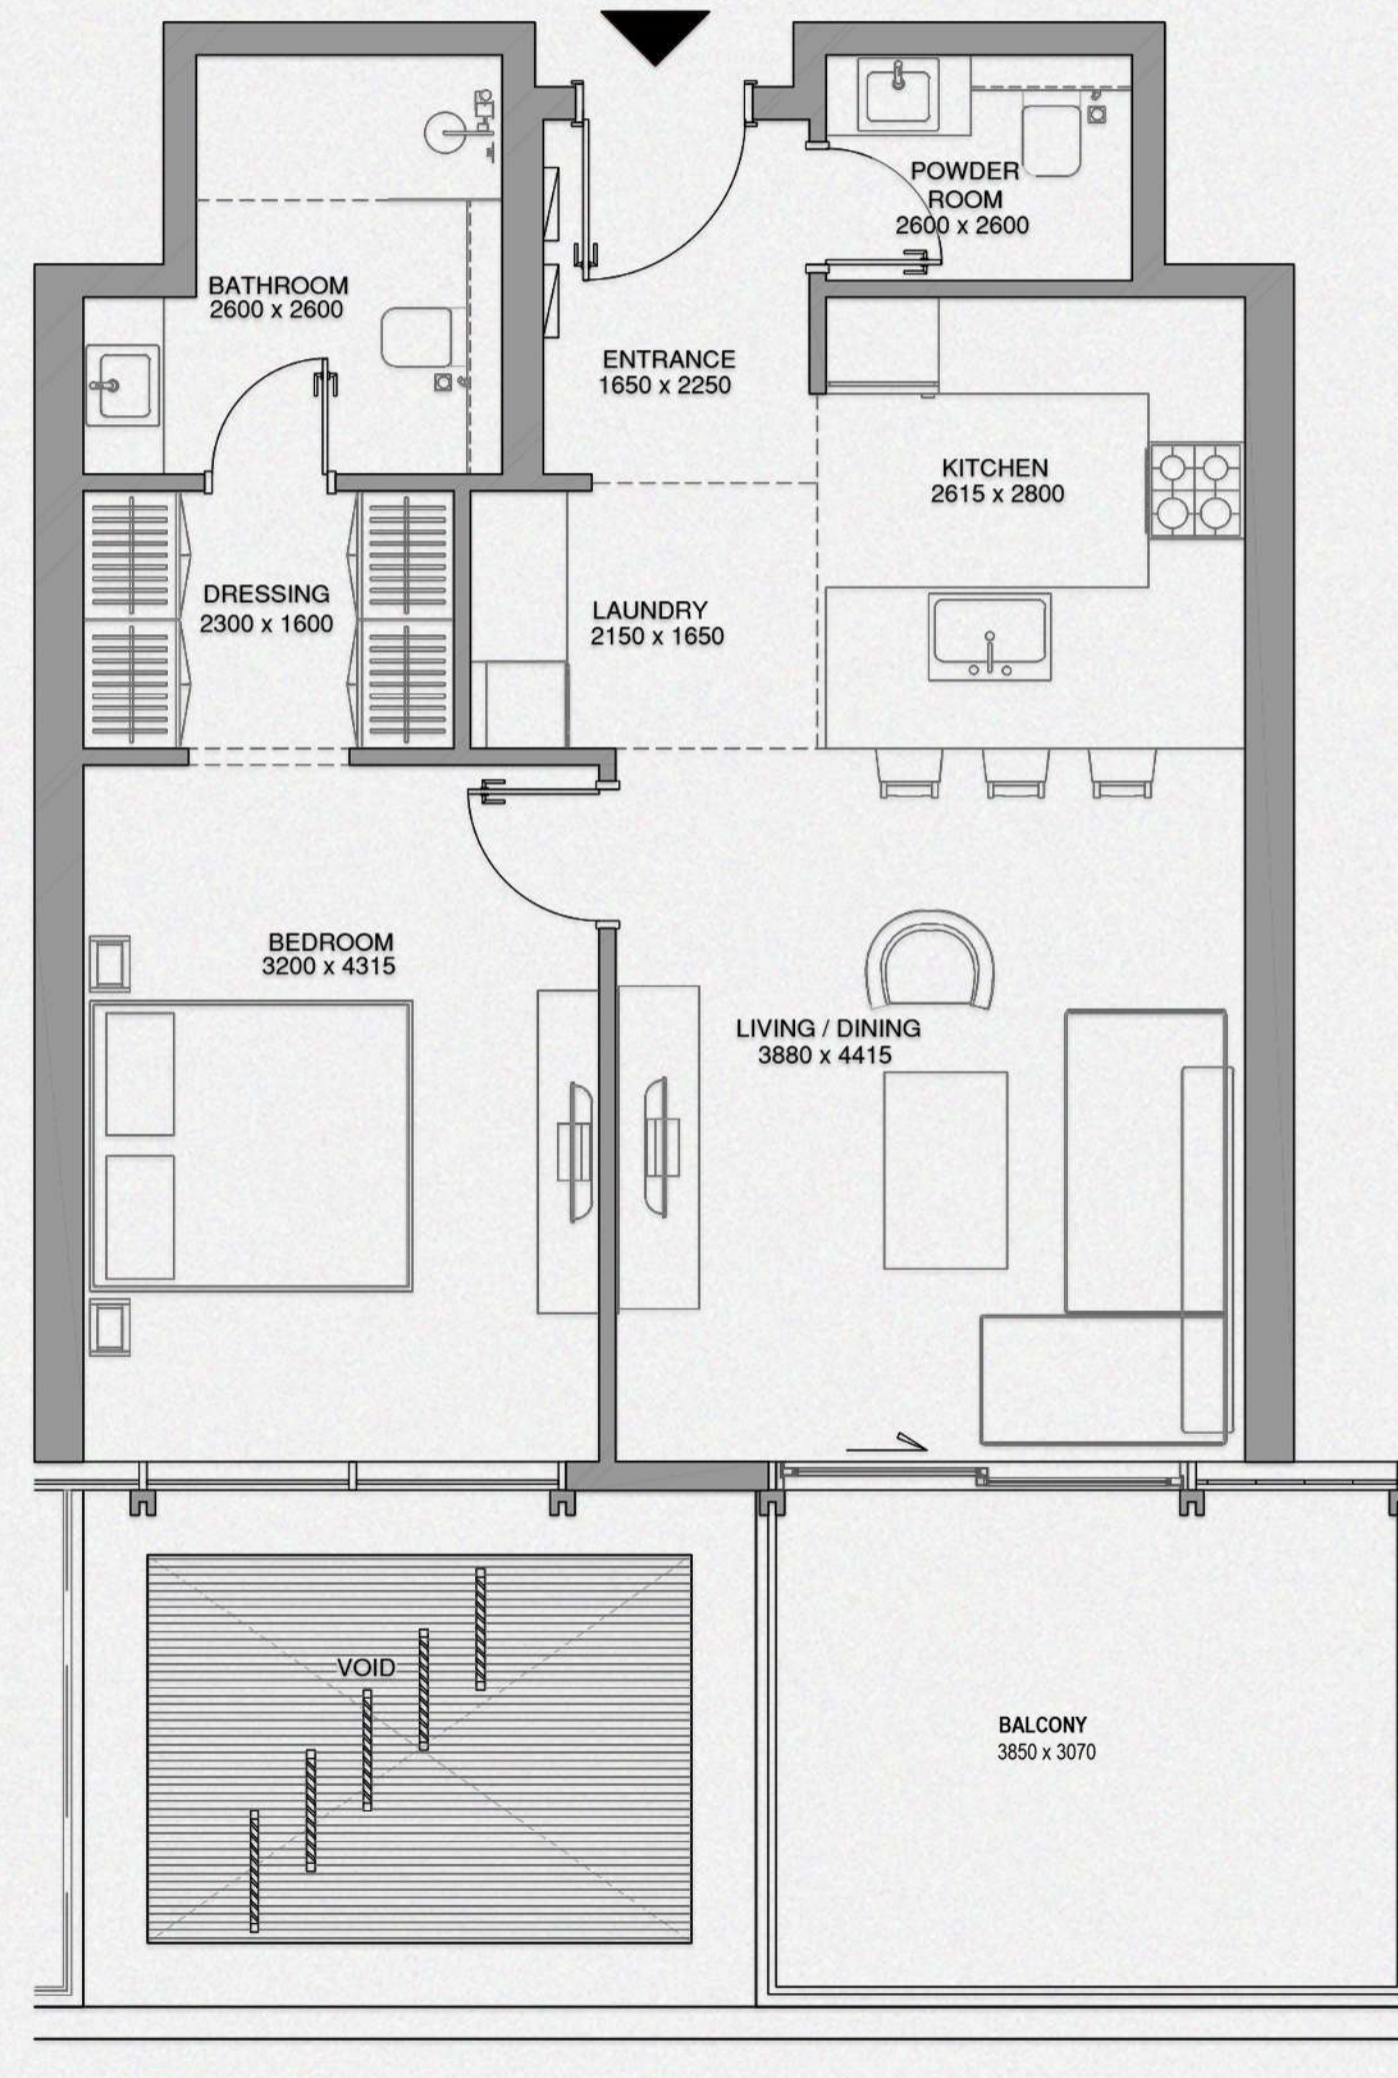 POWDER
ROOM
2600 x 2600
BATHROOM
2600 x 2600
ENTRANCE
1650 x 2250
KITCHEN
2615 x 2800
DRESSING
2300 x 1600
LAUNDRY
2150 x 1650
BEDROOM
3200 x 4315
LIVING / DINING
3880 x 4415
VOID
BALCONY
3850 x 3070